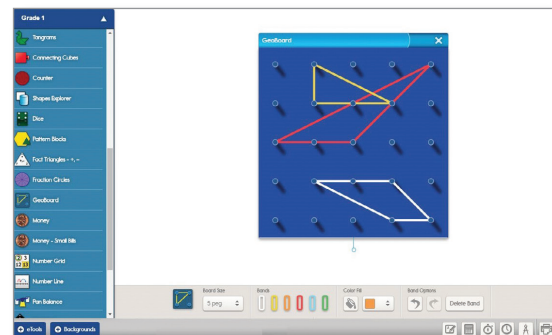 Grade 1
Tangrams
Connecting Cubes
Counter
Shapes Explorer
Dice
Pattern Blocks
Fact Triangles - +, -
Fraction Circles
GeoBoard
Money
Money - Small Bills
Number Grid
Number Line
Pan Balance
eTools
Backgrounds
GeoBoard
Board Size
5 peg
Bands
Color Fill
Band Options
Delete Band